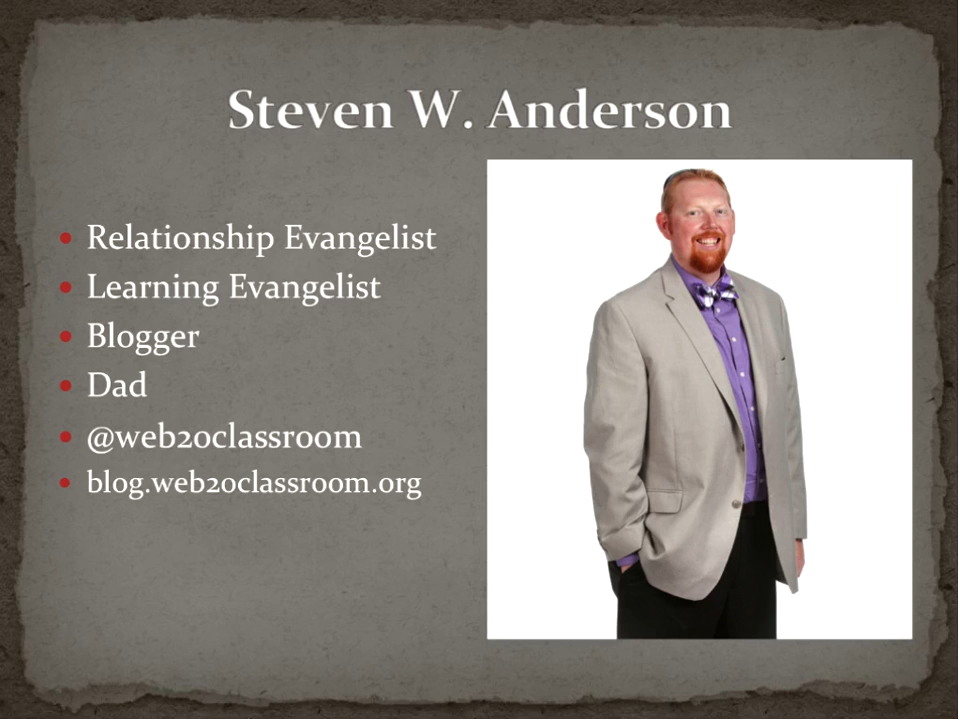 Steven W. Anderson
Relationship Evangelist
Learning Evangelist
Blogger
Dad
@web20classroom
blog.web20classroom.org